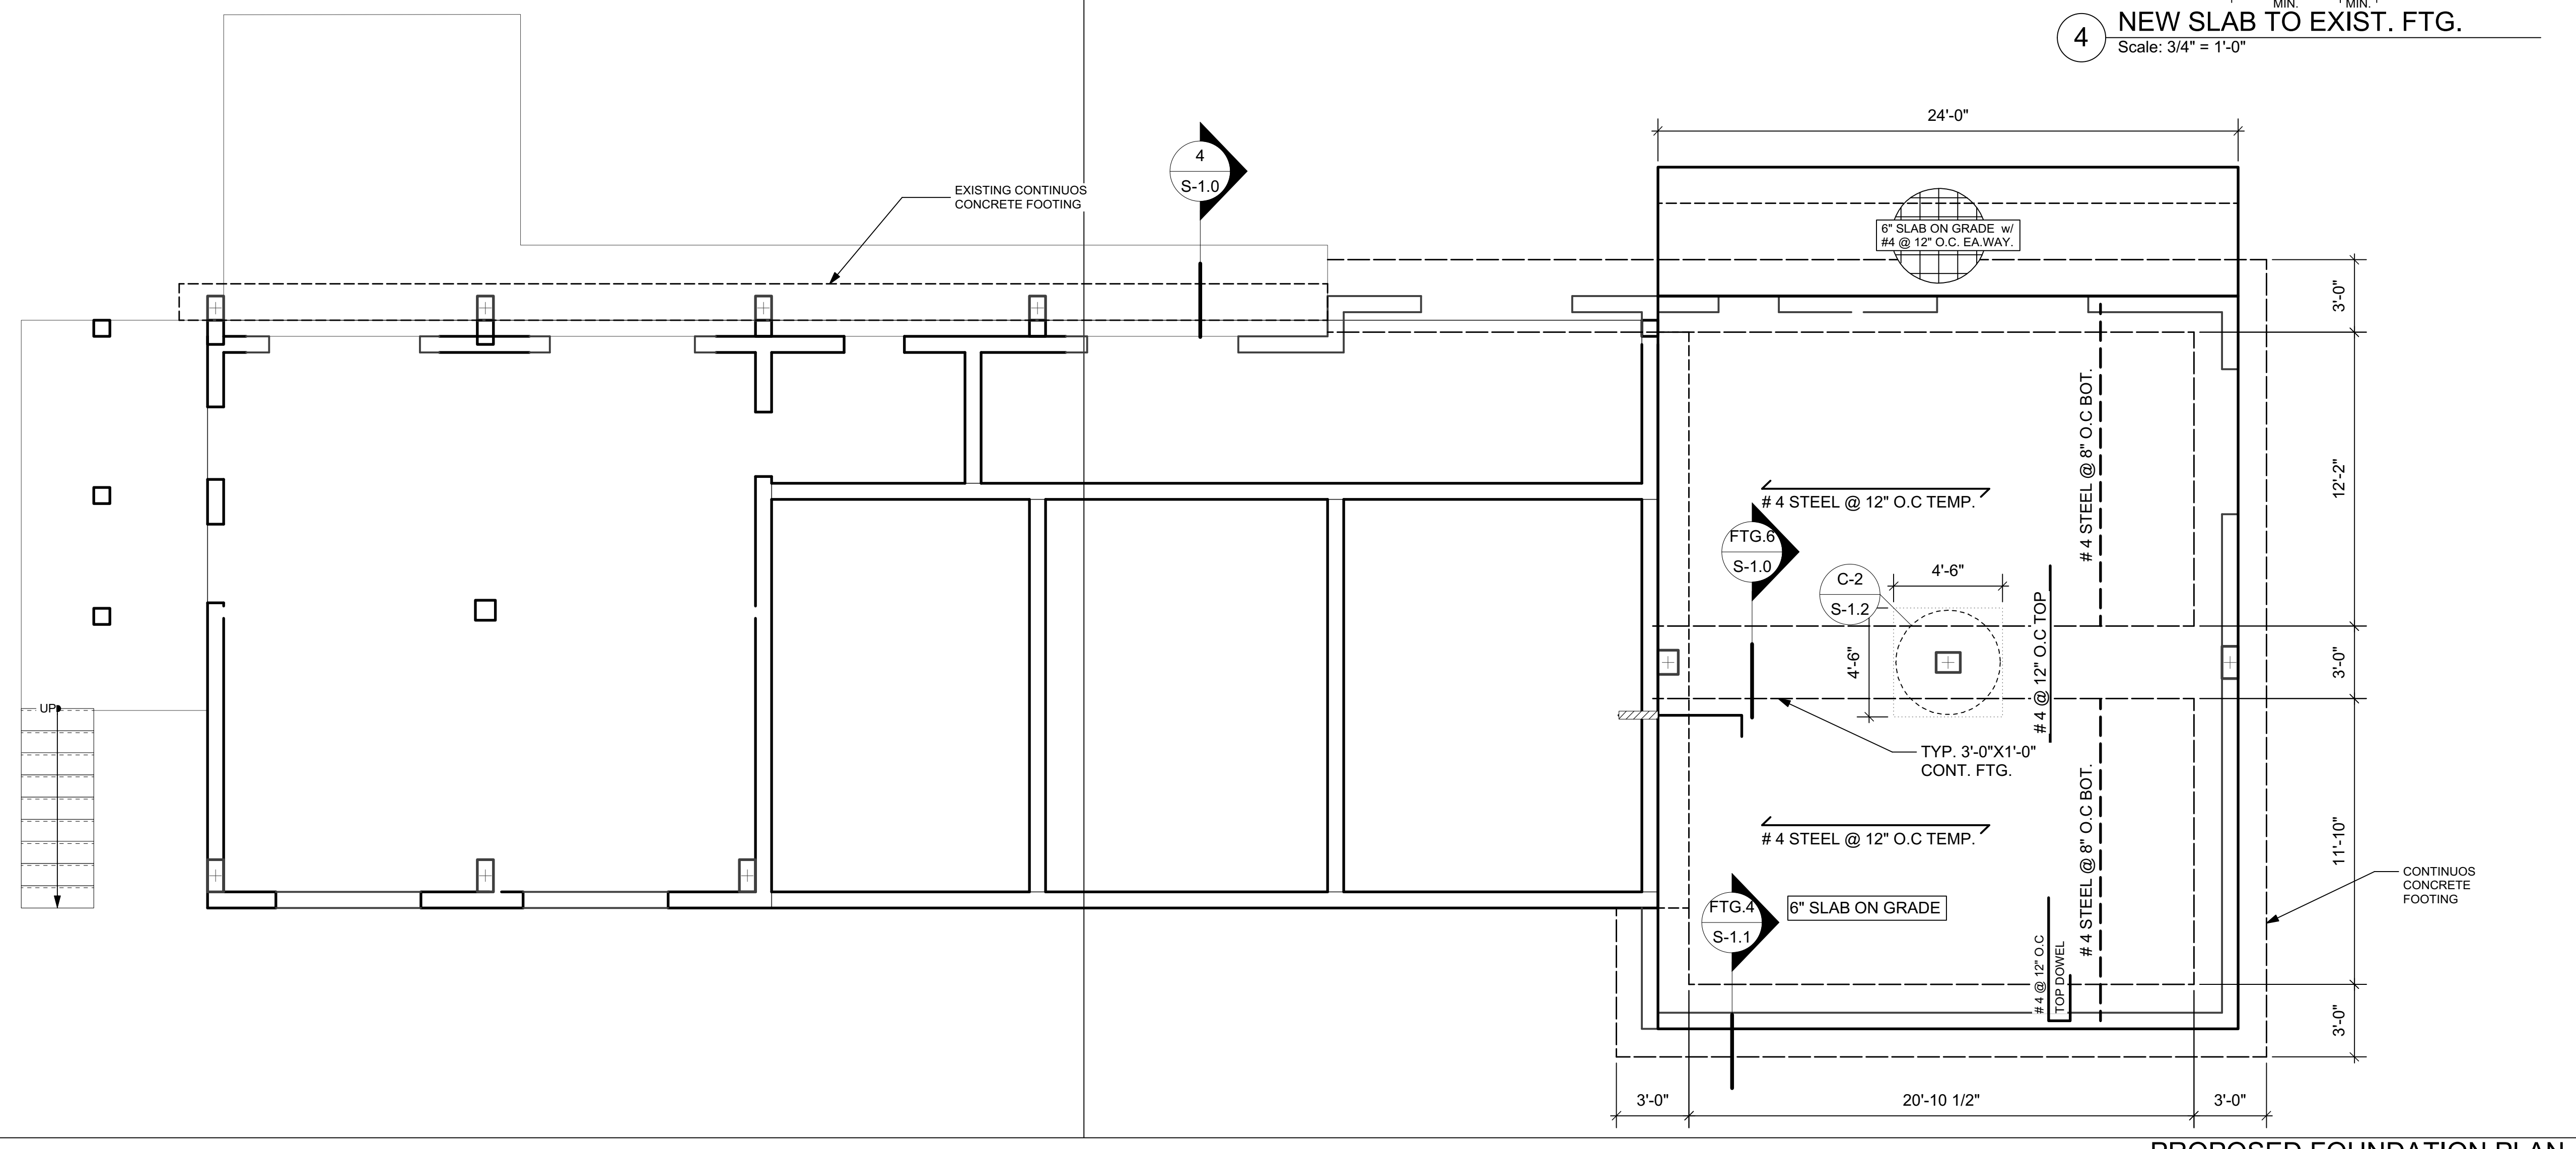 MIN.
MIN.
4
NEW SLAB TO EXIST. FTG.
Scale: 3/4" = 1'-0"
24'-0"
4
S-1.0
EXISTING CONTINUOS
CONCRETE FOOTING
6" SLAB ON GRADE w/
#4 @ 12" O.C. EA.WAY.
3'-0"
# 4 STEEL @ 8" O.C BOT.
12'-2"
# 4 STEEL @ 12" O.C TEMP.
FTG.6
S-1.0
C-2
S-1.2
4'-6"
4'-6"
# 4 @ 12" O.C TOP
3'-0"
UP
TYP. 3'-0"X1'-0"
CONT. FTG.
# 4 STEEL @ 12" O.C TEMP.
# 4 STEEL @ 8" O.C BOT.
11'-10"
CONTINUOS
CONCRETE
FOOTING
FTG.4
S-1.1
6" SLAB ON GRADE
# 4 @ 12" O.C
TOP DOWEL
3'-0"
3'-0"
20'-10 1/2"
3'-0"
PROPOSED FOUNDATION PLAN